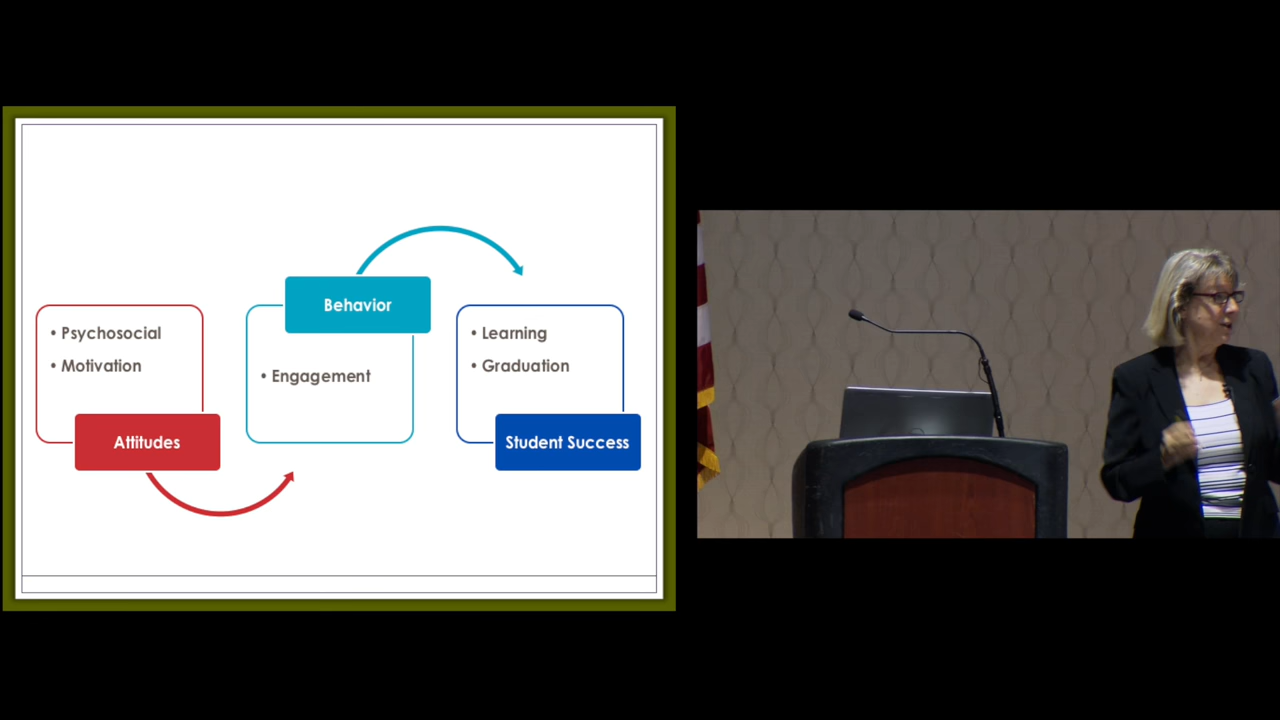 • Psychosocial
• Motivation
Attitudes
Behavior
• Engagement
• Learning
• Graduation
Student Success